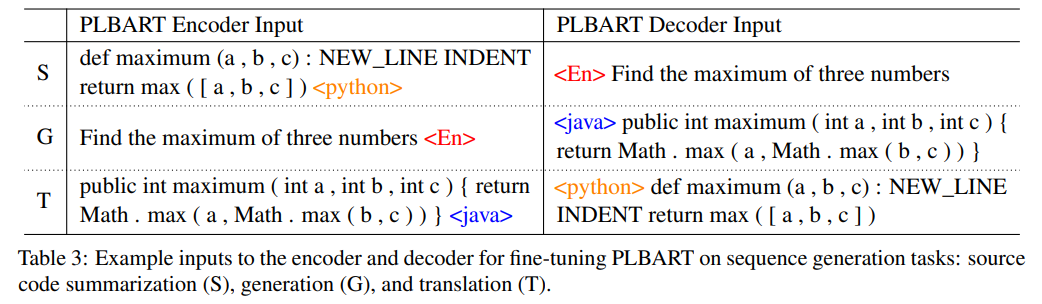 PLBART Encoder Input PLBART Decoder Input
S
def maximum (a , b , c) : NEW_LINE INDENT
return max ( [ a , b , c ] ) <python>
<En> Find the maximum of three numbers
G
Find the maximum of three numbers <En>
<java> public int maximum ( int a , int b , int c ) {
return Math . max ( a , Math . max ( b , c ) ) }
T
public int maximum ( int a , int b , int c ) { return
Math . max ( a , Math . max ( b , c ) ) } <java>
<python> def maximum (a , b , c) : NEW_LINE
INDENT return max ( [ a , b , c ] )
Table 3: Example inputs to the encoder and decoder for fine-tuning PLBART on sequence generation tasks: source
code summarization (S), generation (G), and translation (T).